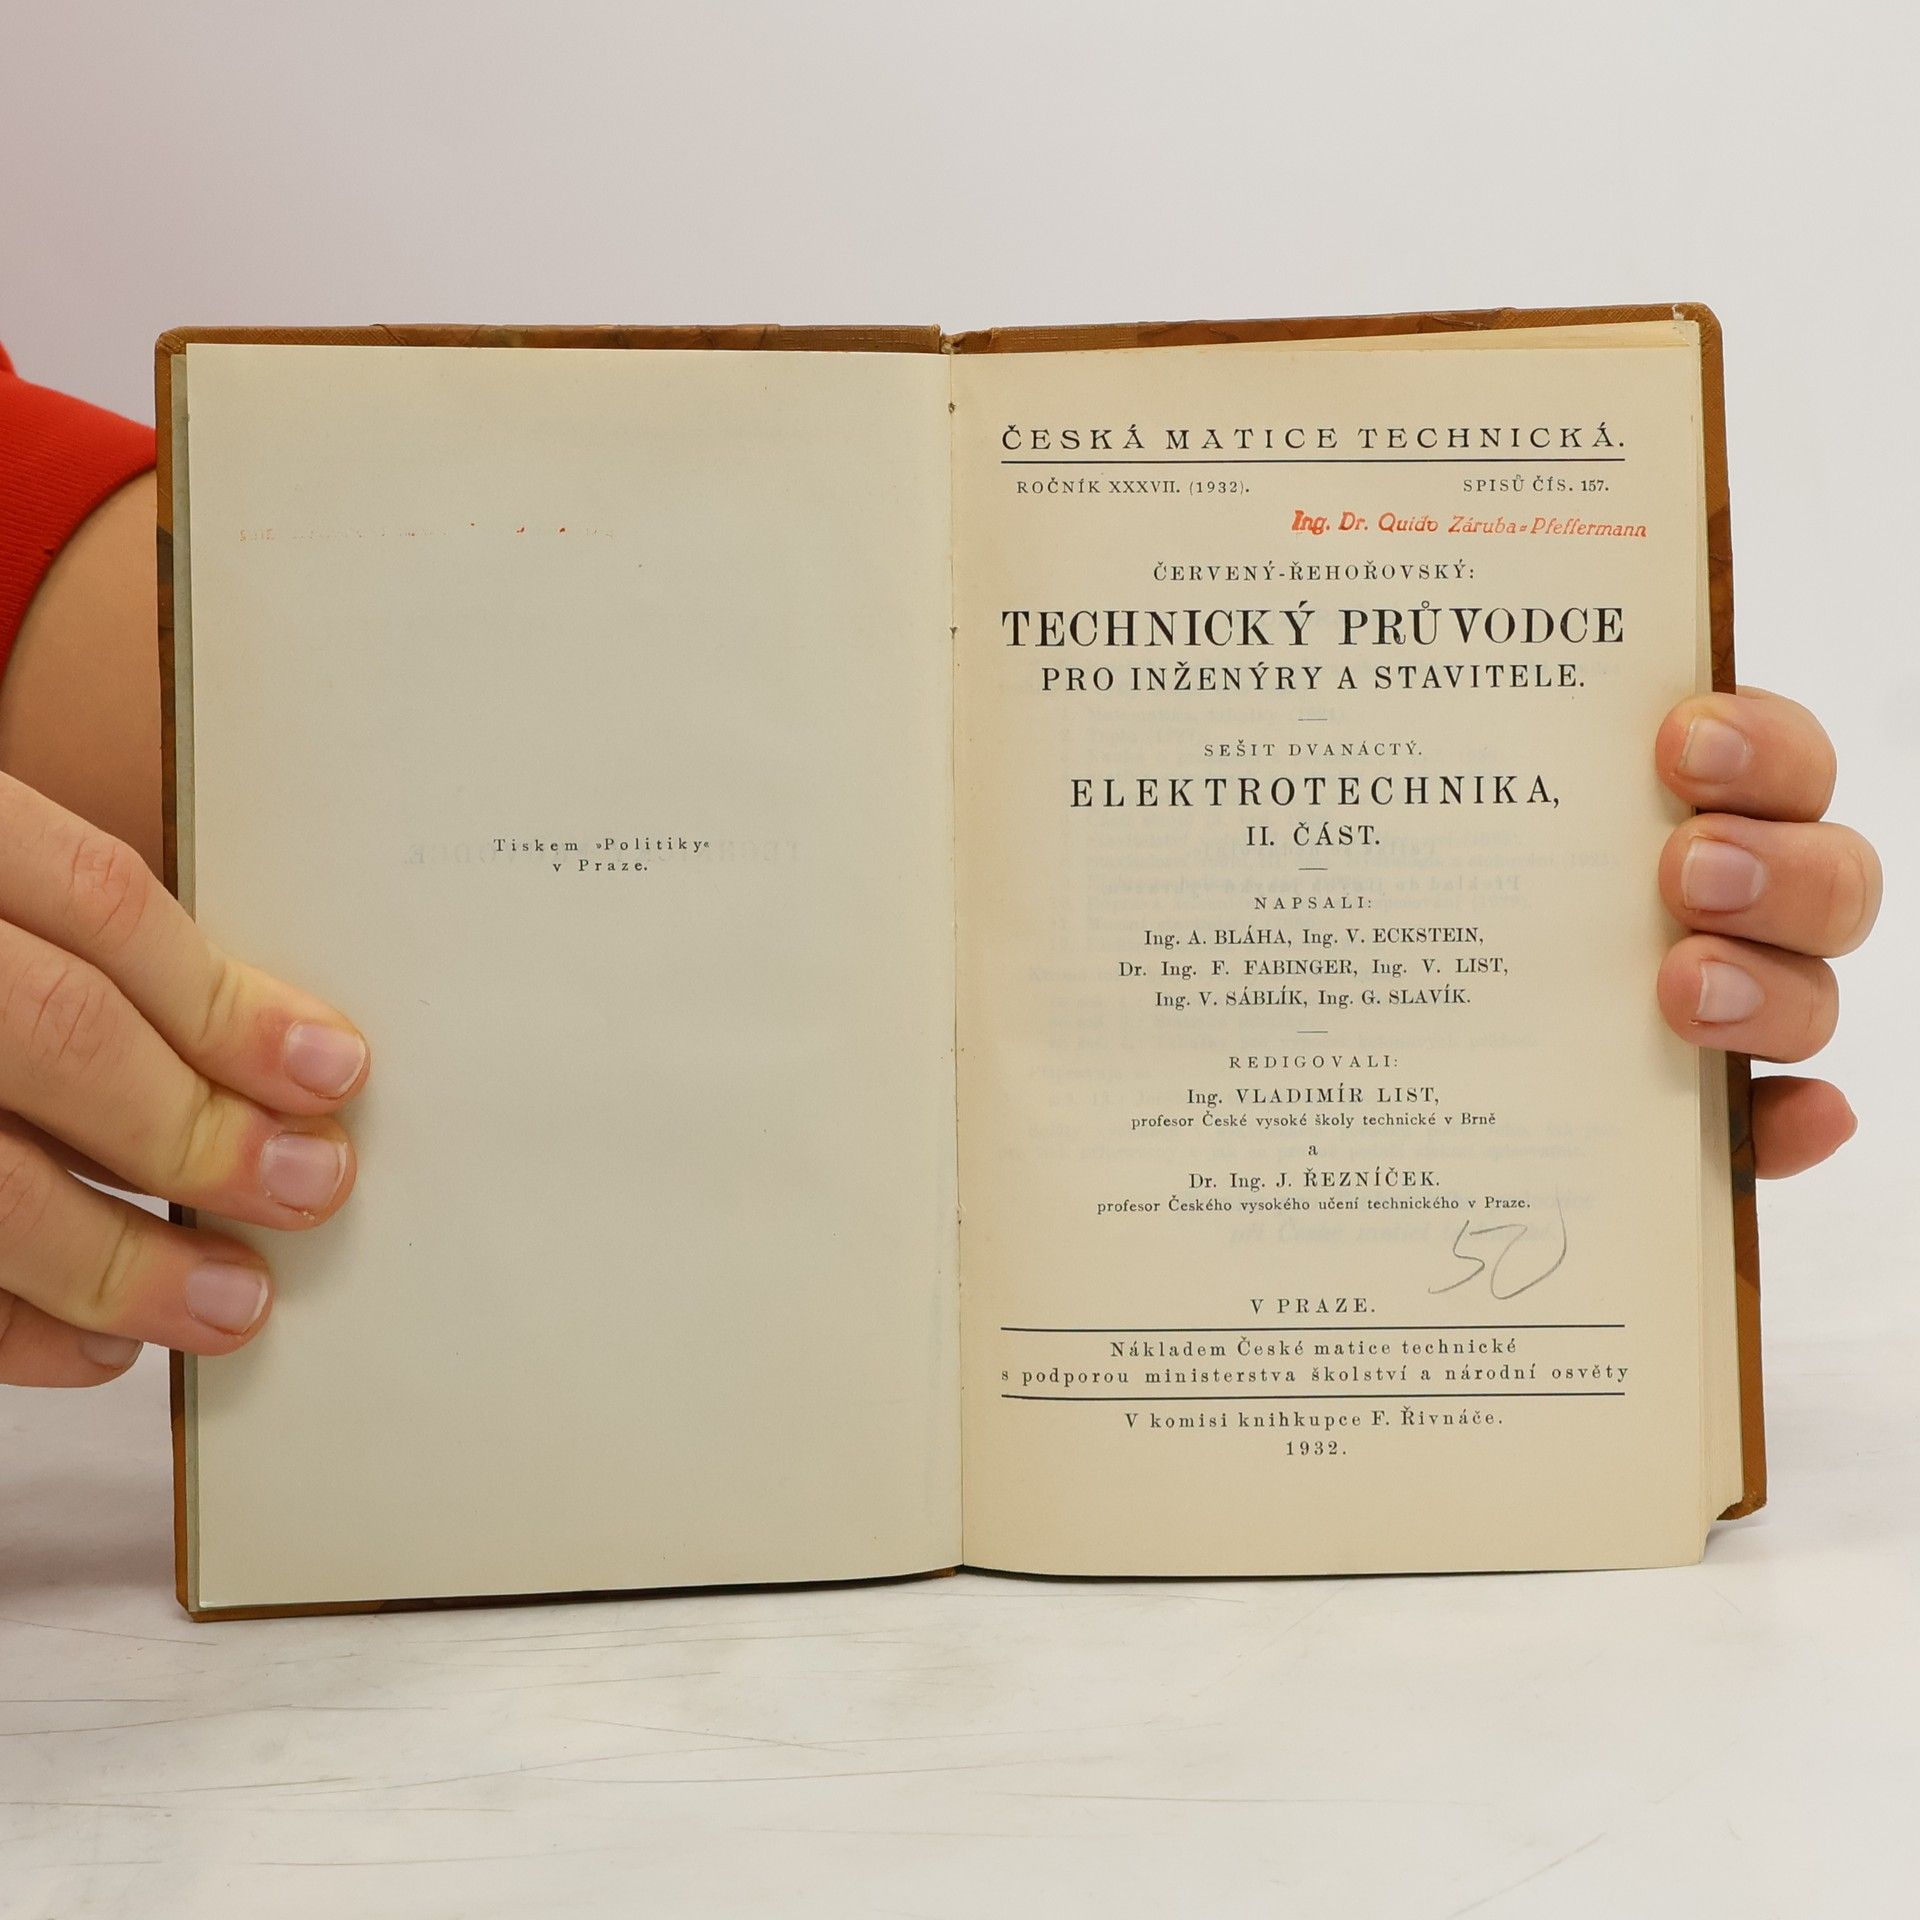 Tiskem »Politiky«
v Praze.
ČESKÁ MATICE TECHNICKÁ.
ROČNÍK XXXVII. (1932). SPISŮ ČÍS. 157.
Ing. Dr. Quido Záruba-Pfeffermann
ČERVENÝ-ŘEHOŘOVSKÝ:
TECHNICKÝ PRŮVODCE
PRO INŽENÝRY A STAVITELE.
SEŠIT DVANÁCTÝ.
ELEKTROTECHNIKA,
II. ČÁST.
NAPSALI:
Ing. A. BLÁHA, Ing. V. ECKSTEIN,
Dr. Ing. F. FABINGER, Ing. V. LIST,
Ing. V. SÁBLÍK, Ing. G. SLAVÍK.
REDIGOVALI:
Ing. VLADIMÍR LIST,
profesor České vysoké školy technické v Brně
a
Dr. Ing. J. ŘEZNÍČEK.
profesor Českého vysokého učení technického v Praze.
50
V PRAZE.
Nákladem České matice technické
s podporou ministerstva školství a národní osvěty
V komisi knihkupce F. Řivnáče.
1932.